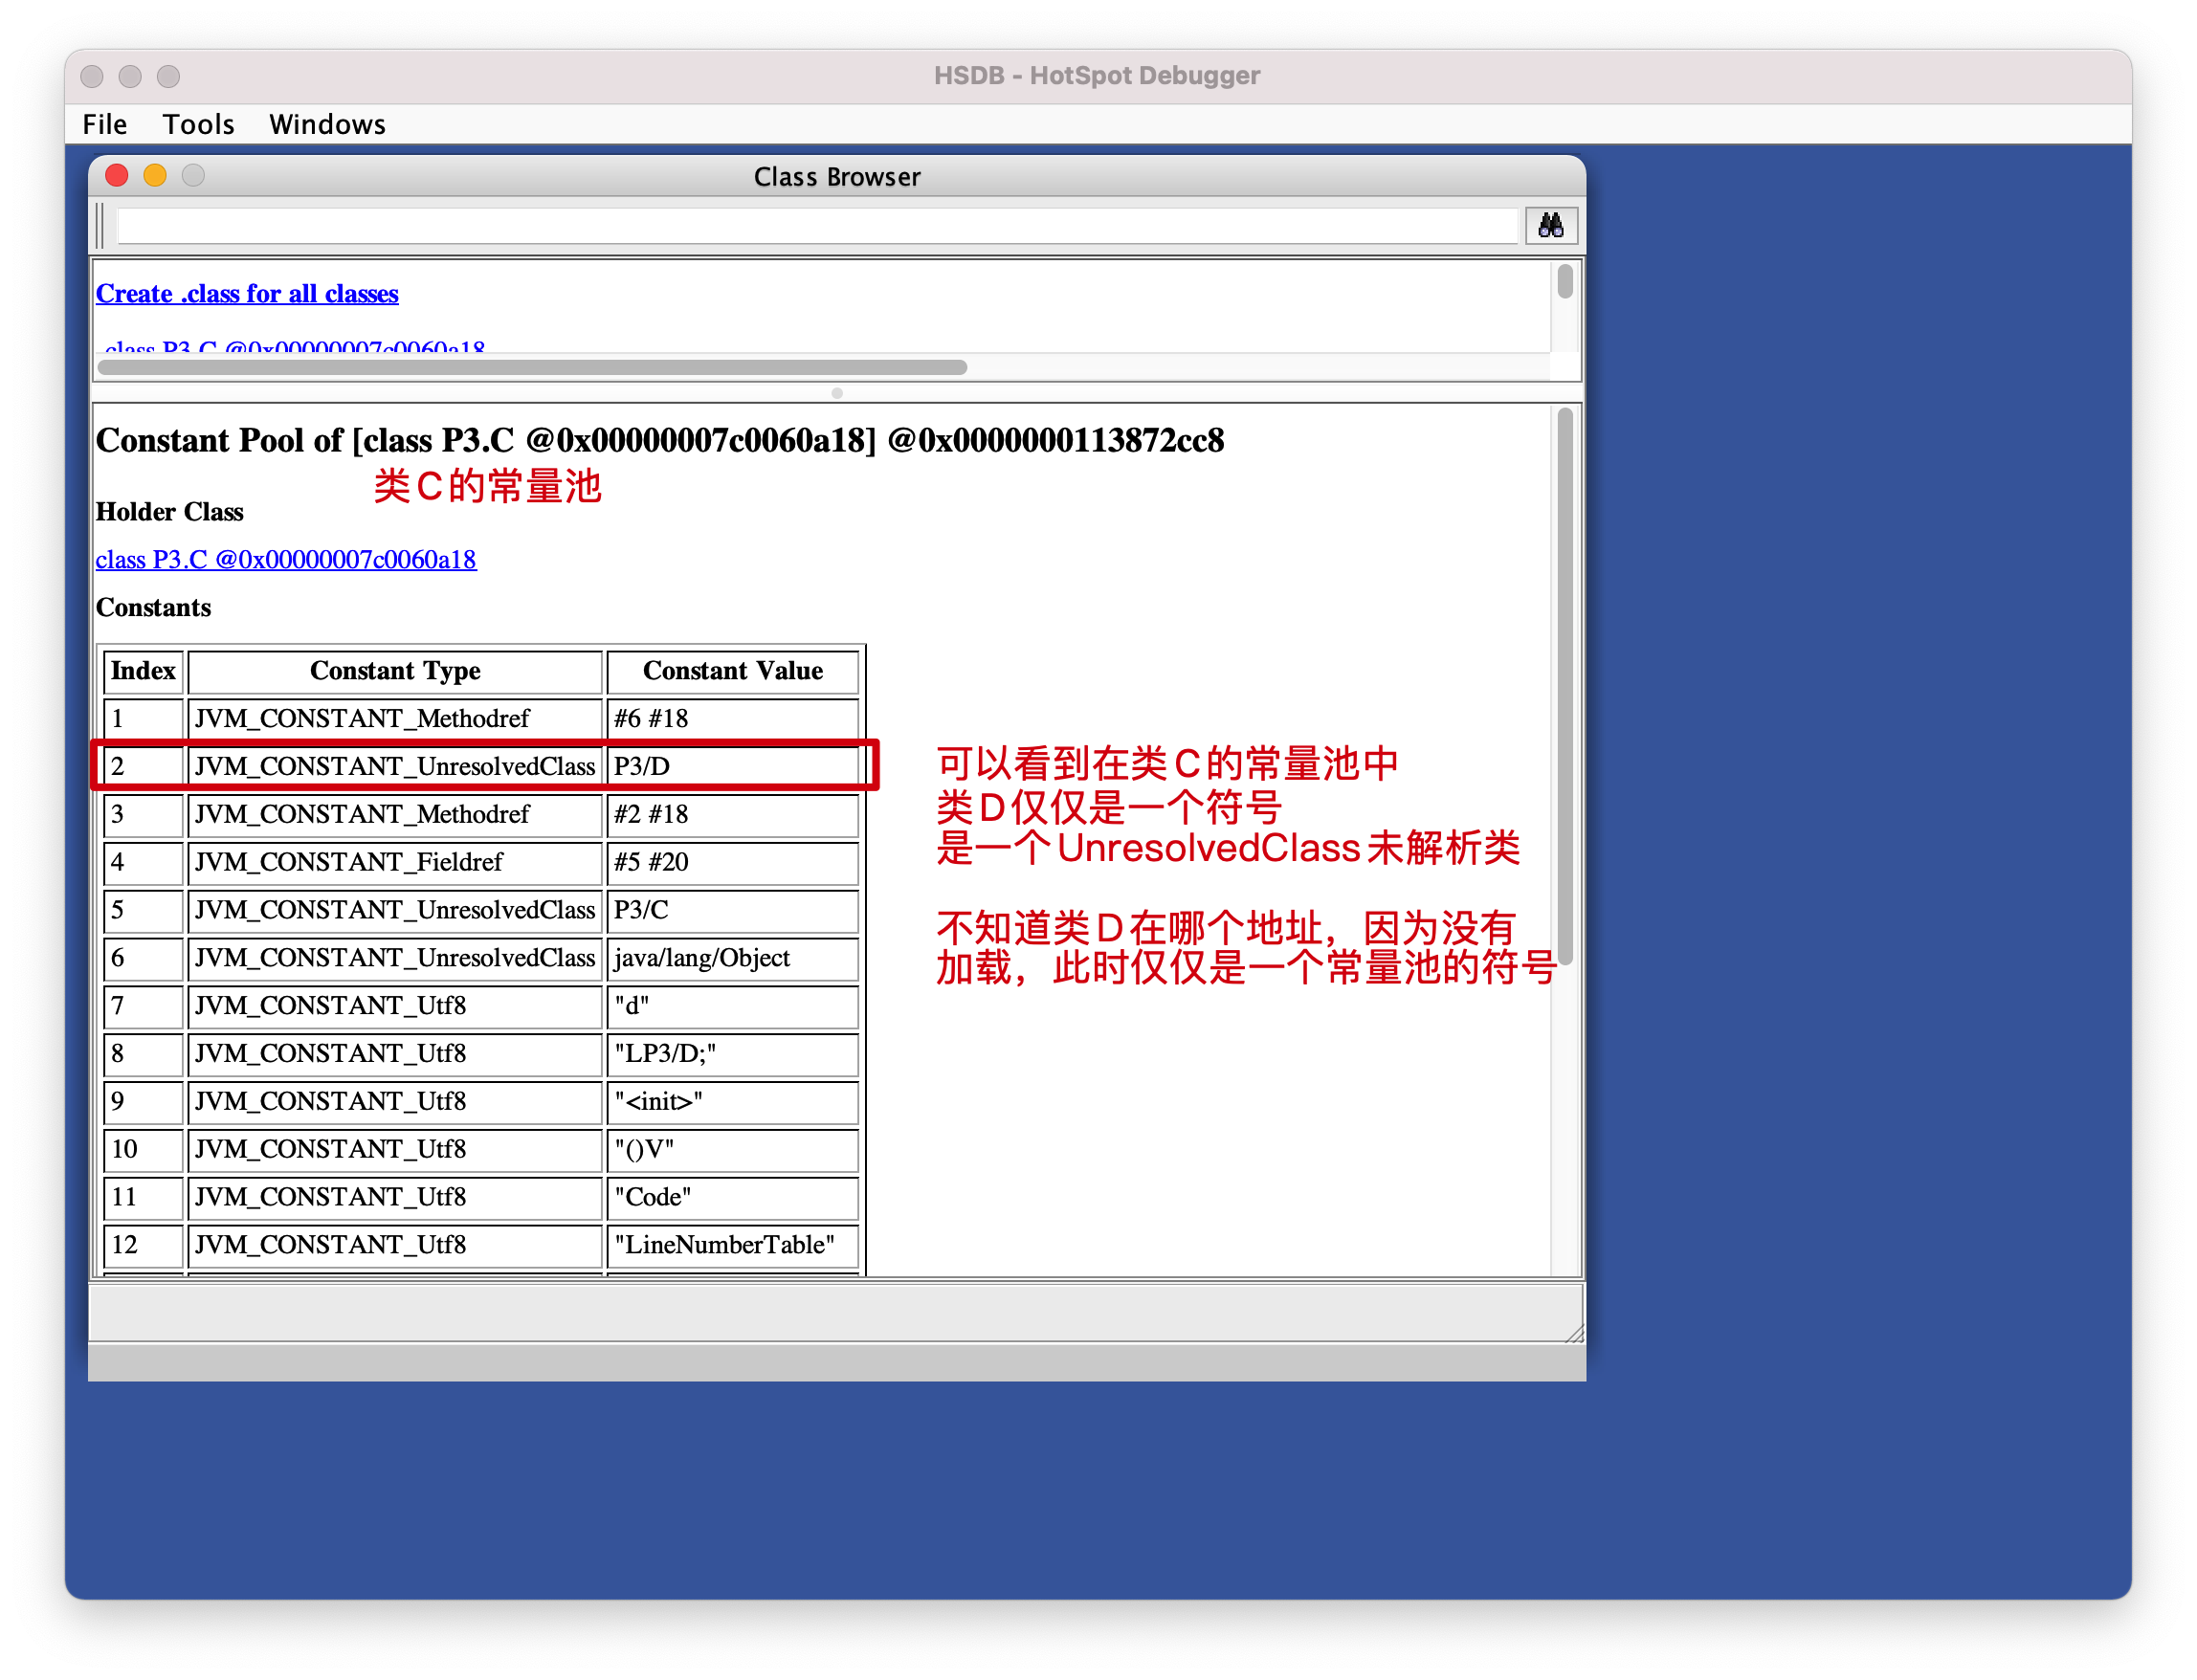 HSDB - HotSpot Debugger
File Tools Windows
Class Browser
Create .class for all classes
class P3.C @0x00000007c0060a18
Constant Pool of [class P3.C @0x00000007c0060a18] @0x0000000113872cc8
类C的常量池
Holder Class
class P3.C @0x00000007c0060a18
Constants
Index Constant Type Constant Value
1 JVM_CONSTANT_Methodref #6 #18
2 JVM_CONSTANT_UnresolvedClass P3/D
可以看到在类C的常量池中
类D仅仅是一个符号
3 JVM_CONSTANT_Methodref #2 #18
是一个UnresolvedClass未解析类
4 JVM_CONSTANT_Fieldref #5 #20
5 JVM_CONSTANT_UnresolvedClass P3/C
不知道类D在哪个地址，因为没有
6 JVM_CONSTANT_UnresolvedClass java/lang/Object
加载，此时仅仅是一个常量池的符号
7 JVM_CONSTANT_Utf8 "d"
8 JVM_CONSTANT_Utf8 "LP3/D;"
9 JVM_CONSTANT_Utf8 "<init>"
10 JVM_CONSTANT_Utf8 "()V"
11 JVM_CONSTANT_Utf8 "Code"
12 JVM_CONSTANT_Utf8 "LineNumberTable"